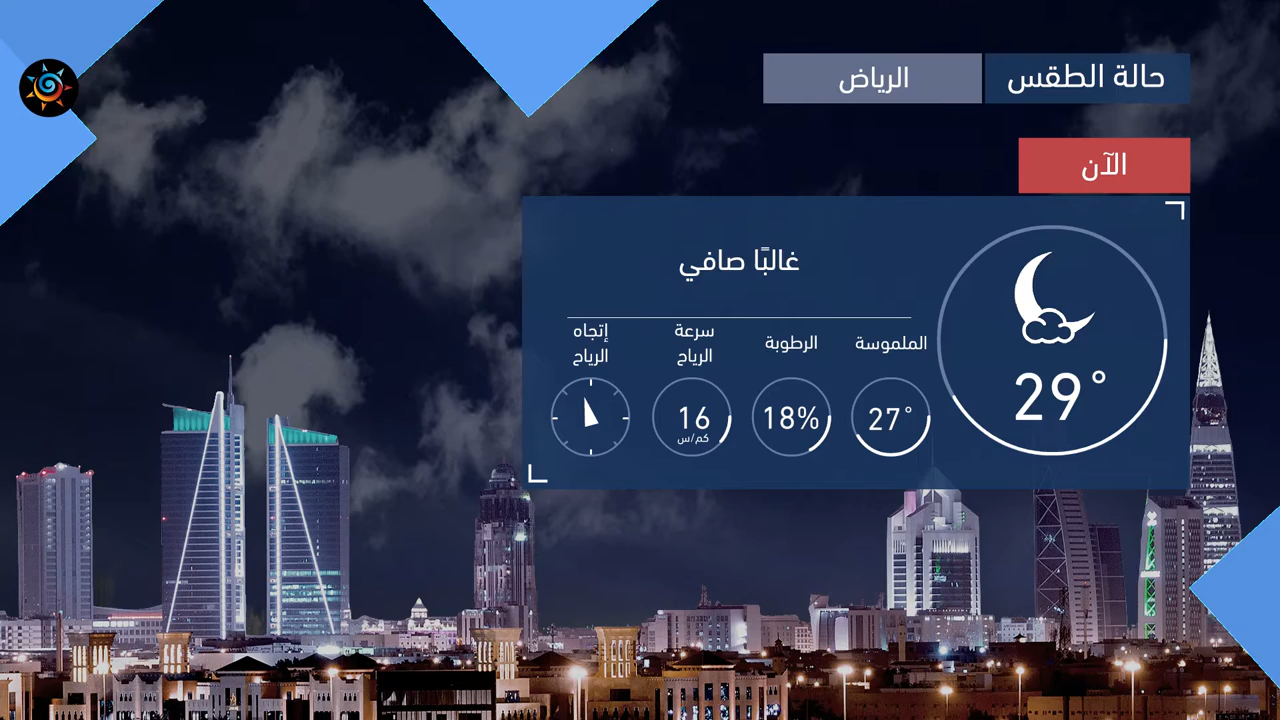 حالة الطقس
الرياض
الآن
غالبًا صافي
29°
الملموسة
27°
الرطوبة
18%
سرعة
الرياح
16
كم/س
إتجاه
الرياح